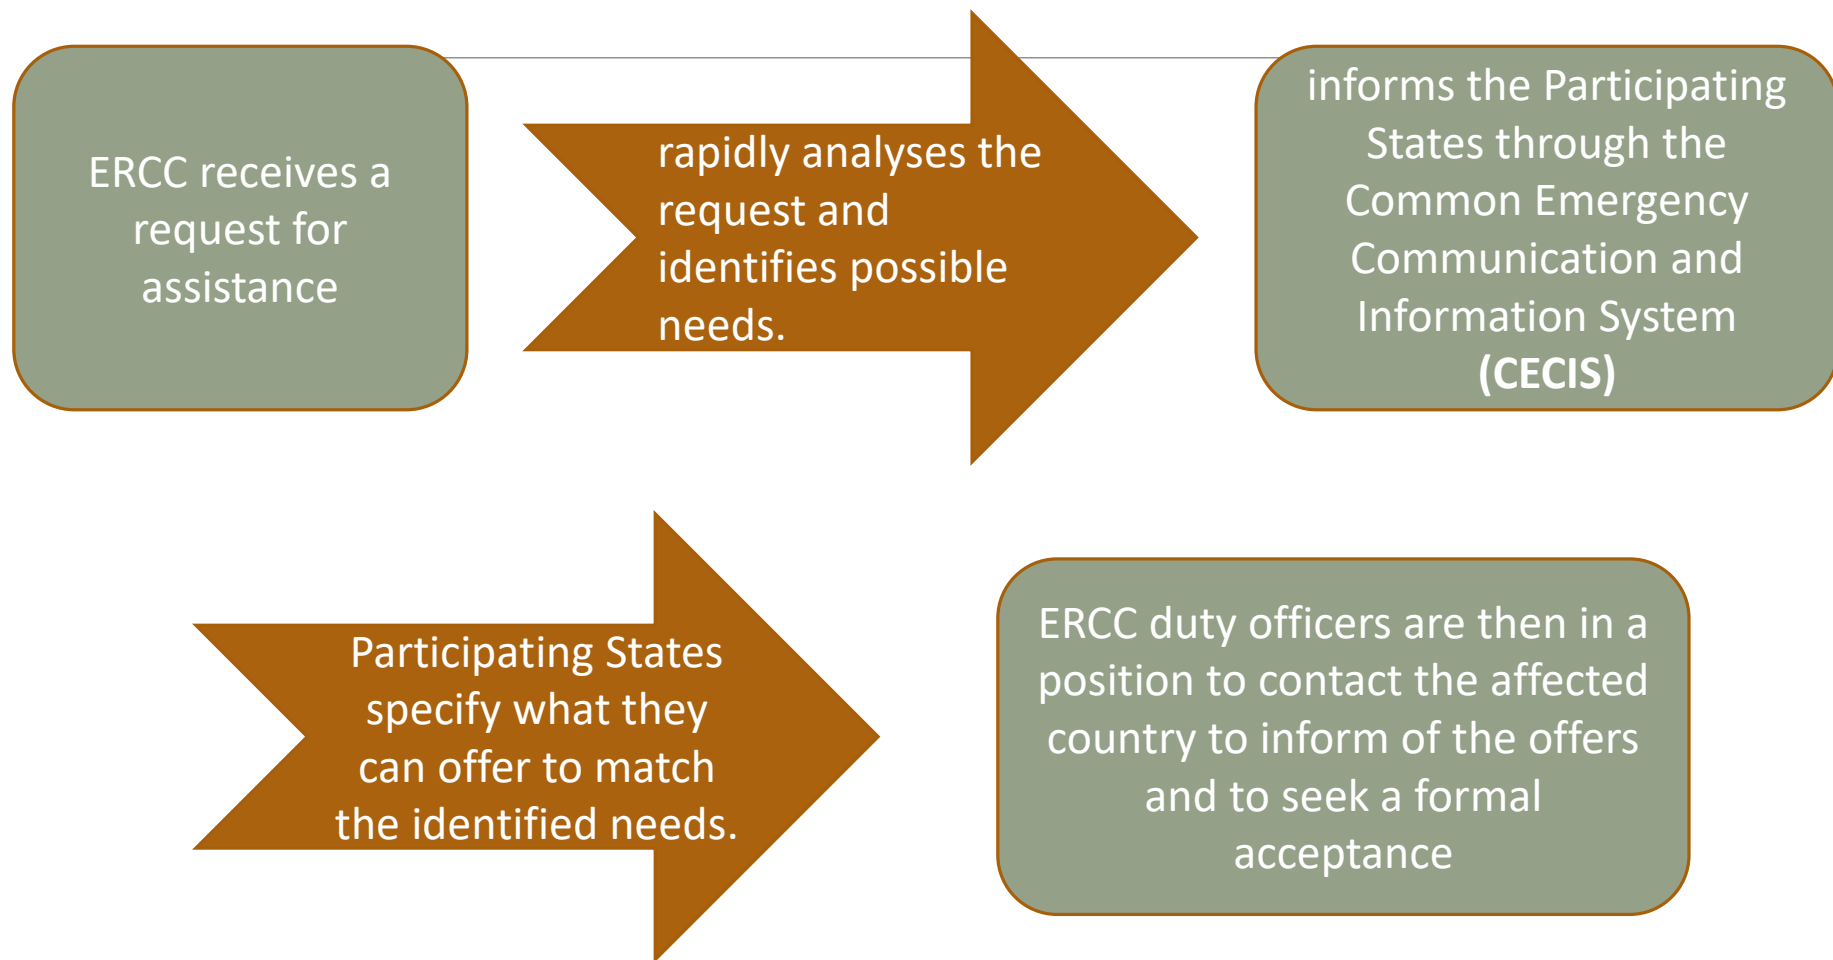 ERCC receives a
request for
assistance
rapidly analyses the
request and
identifies possible
needs.
informs the Participating
States through the
Common Emergency
Communication and
Information System
(CECIS)
Participating States
specify what they
can offer to match
the identified needs.
ERCC duty officers are then in a
position to contact the affected
country to inform of the offers
and to seek a formal
acceptance